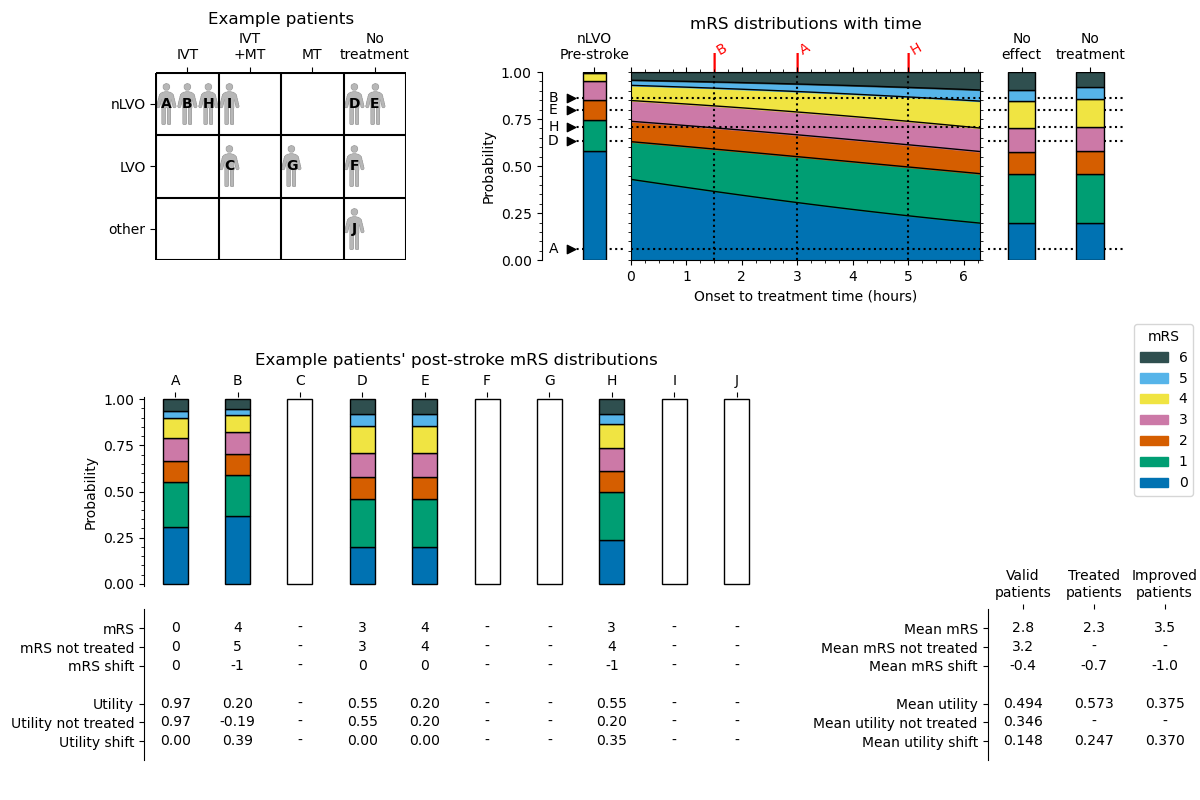 Example patients
IVT
IVT
+MT
MT
No
treatment
nLVO
A B H I D E
LVO
C G F
other
J
mRS distributions with time
nLVO
Pre-stroke
B A H
No
effect
No
treatment
Probability
1.00
0.75
0.50
0.25
0.00
B
E
H
D
A
0 1 2 3 4 5 6
Onset to treatment time (hours)
mRS
6
5
4
3
2
1
0
Example patients' post-stroke mRS distributions
A B C D E F G H I J
Probability
1.00
0.75
0.50
0.25
0.00
mRS 0 4 - 3 4 - - 3 - -
mRS not treated 0 5 - 3 4 - - 4 - -
mRS shift 0 -1 - 0 0 - - -1 - -
Utility 0.97 0.20 - 0.55 0.20 - - 0.55 - -
Utility not treated 0.97 -0.19 - 0.55 0.20 - - 0.20 - -
Utility shift 0.00 0.39 - 0.00 0.00 - - 0.35 - -
Valid
patients
Treated
patients
Improved
patients
Mean mRS 2.8 2.3 3.5
Mean mRS not treated 3.2 - -
Mean mRS shift -0.4 -0.7 -1.0
Mean utility 0.494 0.573 0.375
Mean utility not treated 0.346 - -
Mean utility shift 0.148 0.247 0.370